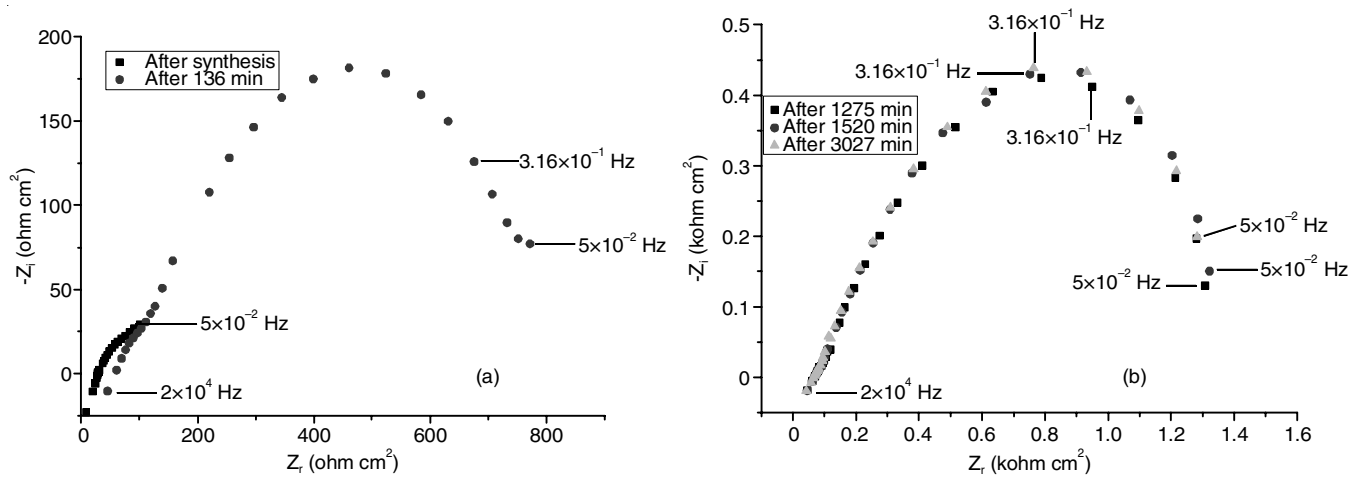 200
150
100
50
0
-Zi (ohm cm²)
After synthesis
After 136 min
3.16×10⁻¹ Hz
5×10⁻² Hz
5×10⁻² Hz
2×10⁴ Hz
(a)
0 200 400 600 800
Zr (ohm cm²)
0.5
0.4
0.3
0.2
0.1
0
-Zi (kohm cm²)
3.16×10⁻¹ Hz
3.16×10⁻¹ Hz
After 1275 min
After 1520 min
After 3027 min
3.16×10⁻¹ Hz
5×10⁻² Hz
5×10⁻² Hz
5×10⁻² Hz
2×10⁴ Hz
(b)
0 0.2 0.4 0.6 0.8 1.0 1.2 1.4 1.6
Zr (kohm cm²)